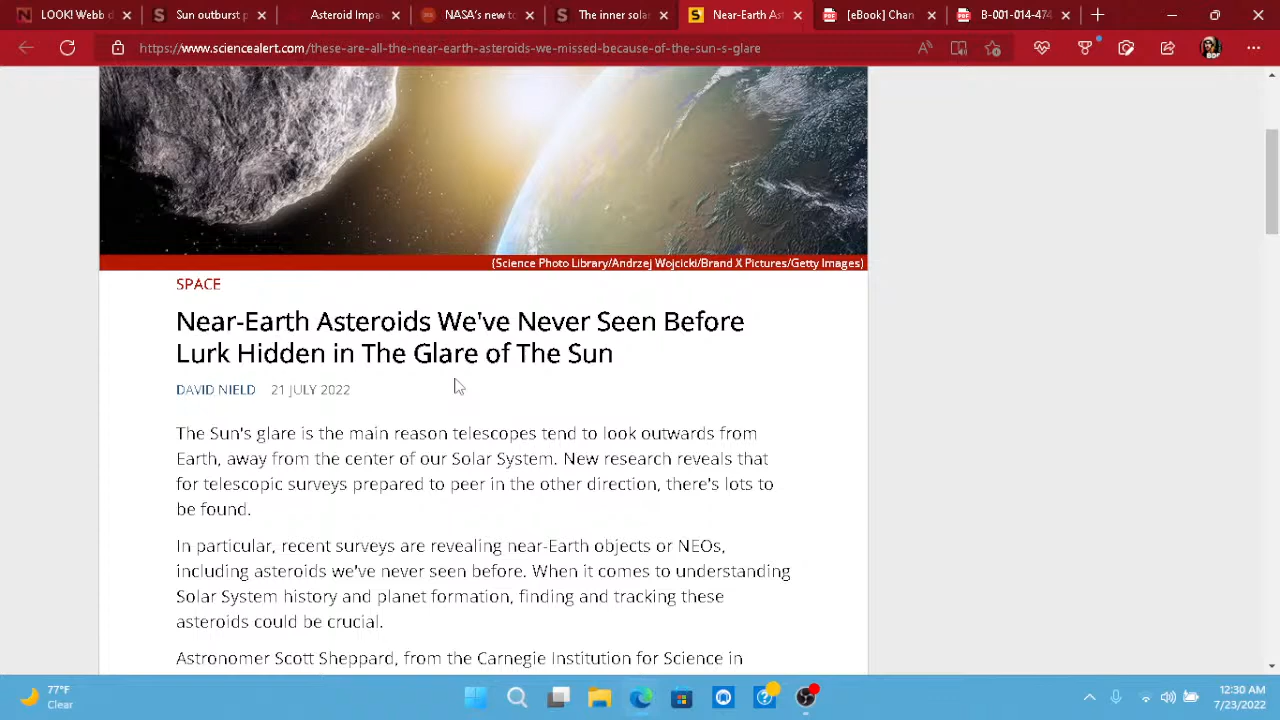 LOOK! Webb d
Sun outburst p
Asteroid Impa
NASA's new to
The inner sola
Near-Earth Ast
[eBook] Chan
B-001-014-474
https://www.sciencealert.com/these-are-all-the-near-earth-asteroids-we-missed-because-of-the-sun-s-glare
(Science Photo Library/Andrzej Wojcicki/Brand X Pictures/Getty Images)
SPACE
Near-Earth Asteroids We've Never Seen Before
Lurk Hidden in The Glare of The Sun
DAVID NIELD 21 JULY 2022
The Sun's glare is the main reason telescopes tend to look outwards from
Earth, away from the center of our Solar System. New research reveals that
for telescopic surveys prepared to peer in the other direction, there's lots to
be found.
In particular, recent surveys are revealing near-Earth objects or NEOs,
including asteroids we've never seen before. When it comes to understanding
Solar System history and planet formation, finding and tracking these
asteroids could be crucial.
Astronomer Scott Sheppard, from the Carnegie Institution for Science in
77°F
Clear
12:30 AM
7/23/2022